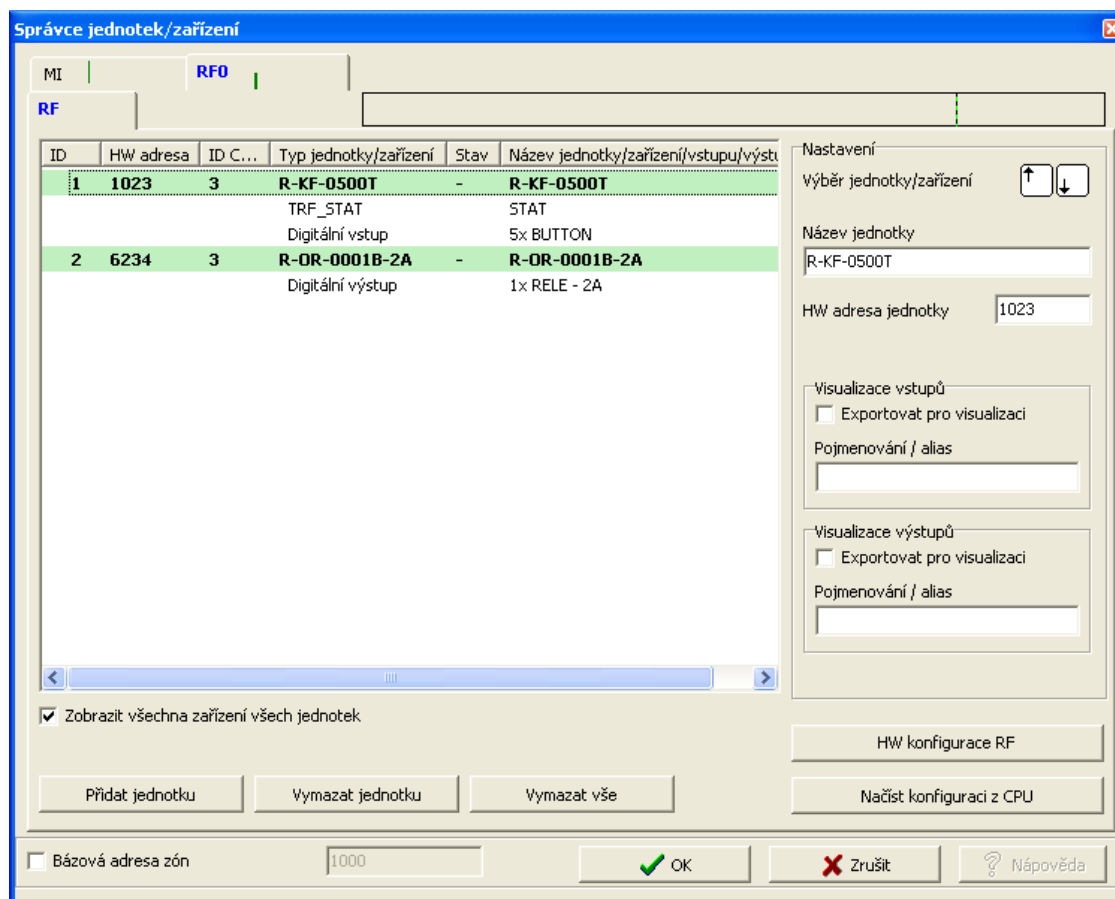 Správce jednotek/zařízení
MI RF0
RF
ID HW adresa ID C... Typ jednotky/zařízení Stav Název jednotky/zařízení/vstupu/výstu
1 1023 3 R-KF-0500T - R-KF-0500T
TRF_STAT STAT
Digitální vstup 5x BUTTON
2 6234 3 R-OR-0001B-2A - R-OR-0001B-2A
Digitální výstup 1x RELE - 2A
Nastavení
Výběr jednotky/zařízení
Název jednotky
R-KF-0500T
HW adresa jednotky 1023
Visualizace vstupů
Exportovat pro visualizaci
Pojmenování / alias
Visualizace výstupů
Exportovat pro visualizaci
Pojmenování / alias
Zobrazit všechna zařízení všech jednotek
HW konfigurace RF
Přidat jednotku Vymazat jednotku Vymazat vše Načíst konfiguraci z CPU
Bázová adresa zón 1000 OK Zrušit Nápověda